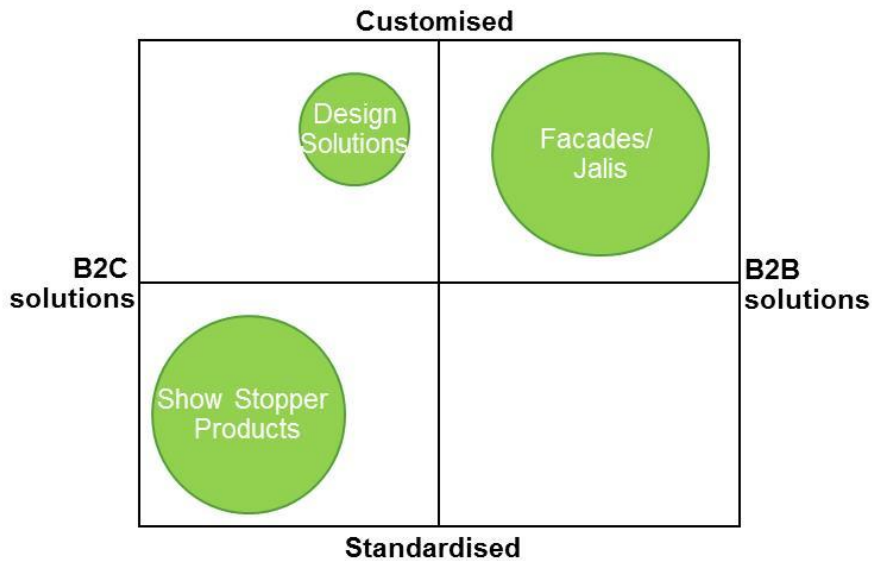 Customised
Design
Solutions
Facades/
Jalis
B2C
solutions
B2B
solutions
Show Stopper
Products
Standardised